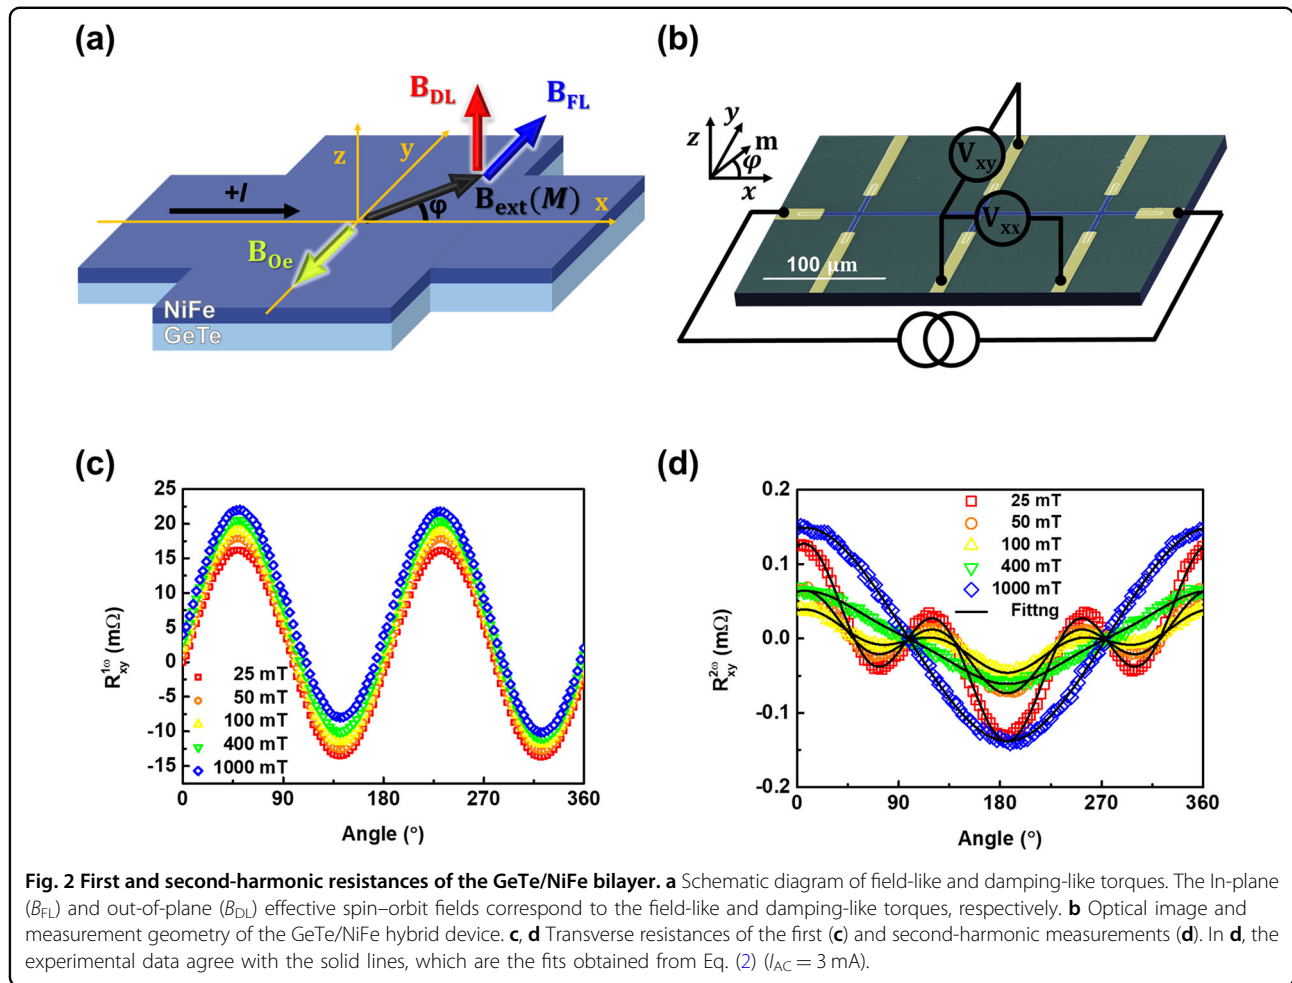 (a)
B_DL
B_FL
z
y
+I
φ
B_ext(M)
x
B_Oe
NiFe
GeTe
(b)
z
y
m
φ
x
V_xy
V_xx
100 μm
(c)
R_xy^1ω (mΩ)
25
20
15
10
5
0
-5
-10
-15
25 mT
50 mT
100 mT
400 mT
1000 mT
0
90
180
270
360
Angle (°)
(d)
R_xy^2ω (mΩ)
0.2
0.1
0.0
-0.1
-0.2
25 mT
50 mT
100 mT
400 mT
1000 mT
Fittng
0
90
180
270
360
Angle (°)
Fig. 2 First and second-harmonic resistances of the GeTe/NiFe bilayer. a Schematic diagram of field-like and damping-like torques. The In-plane
(B_FL) and out-of-plane (B_DL) effective spin–orbit fields correspond to the field-like and damping-like torques, respectively. b Optical image and
measurement geometry of the GeTe/NiFe hybrid device. c, d Transverse resistances of the first (c) and second-harmonic measurements (d). In d, the
experimental data agree with the solid lines, which are the fits obtained from Eq. (2) (I_AC = 3 mA).